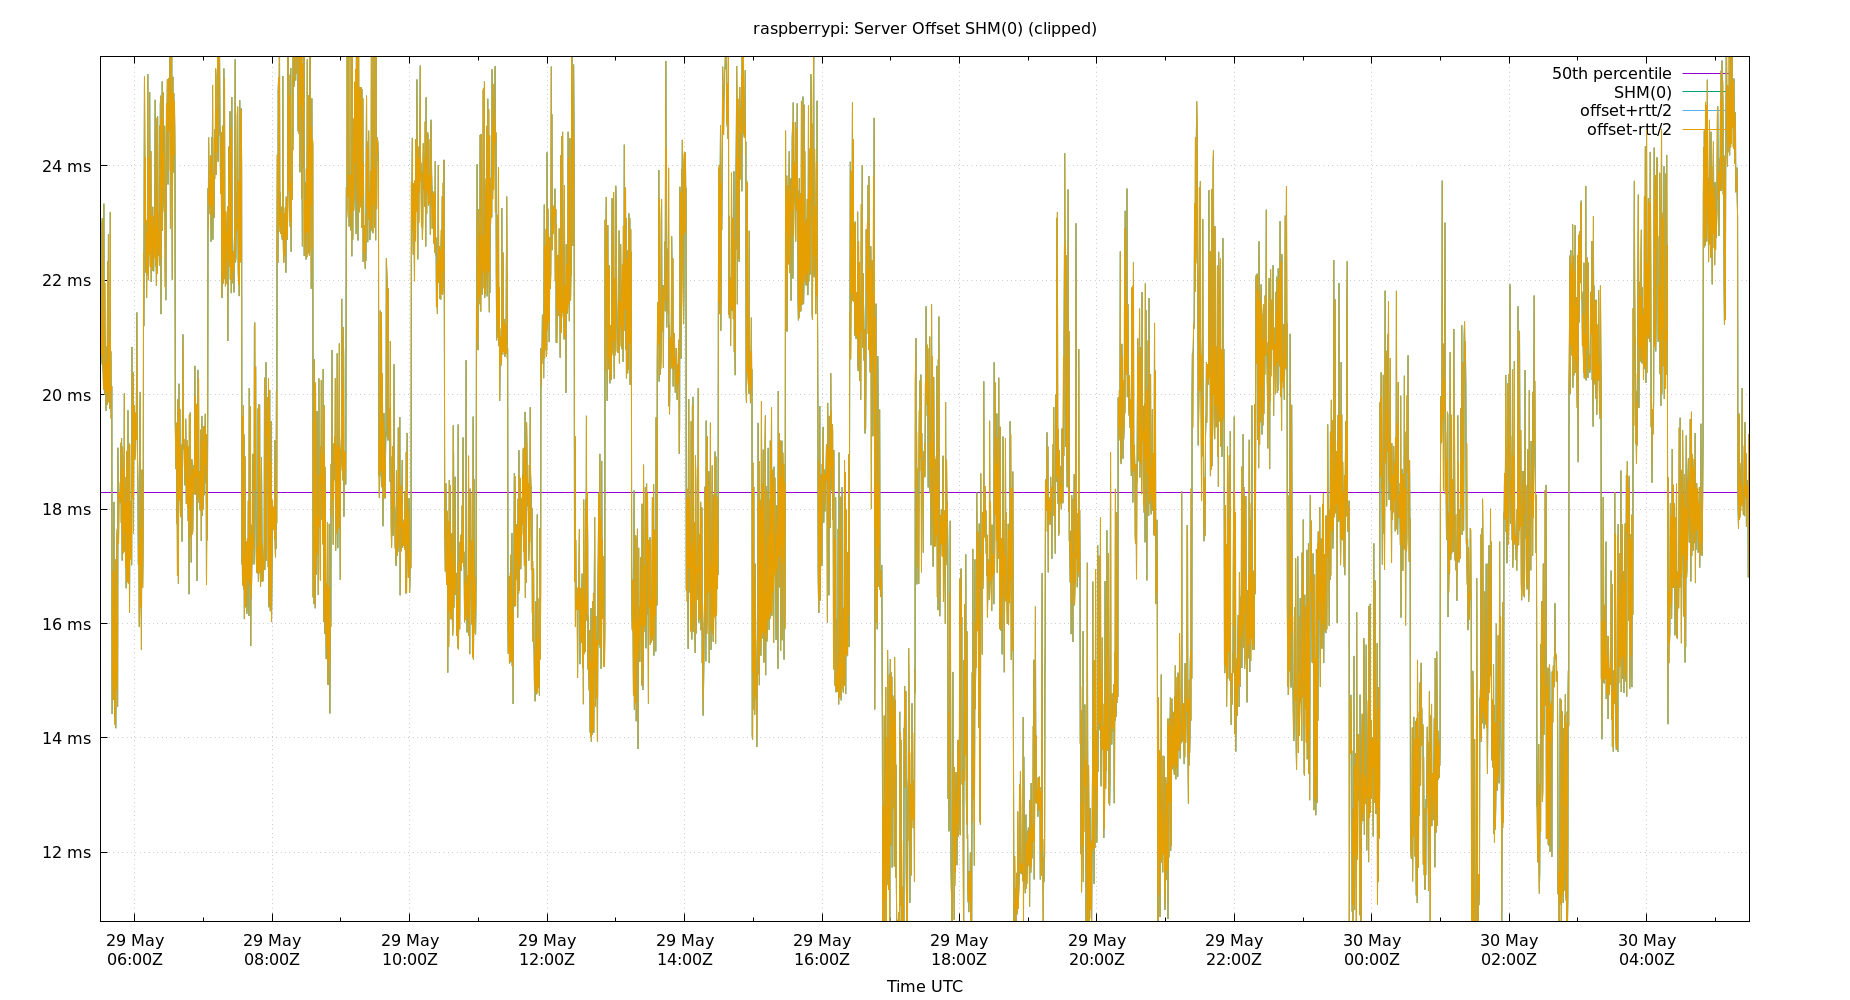 raspberrypi: Server Offset SHM(0) (clipped)
50th percentile
SHM(0)
offset+rtt/2
offset-rtt/2
24 ms
22 ms
20 ms
18 ms
16 ms
14 ms
12 ms
29 May 29 May 29 May 29 May 29 May 29 May 29 May 29 May 29 May 30 May 30 May 30 May
06:00Z 08:00Z 10:00Z 12:00Z 14:00Z 16:00Z 18:00Z 20:00Z 22:00Z 00:00Z 02:00Z 04:00Z
Time UTC